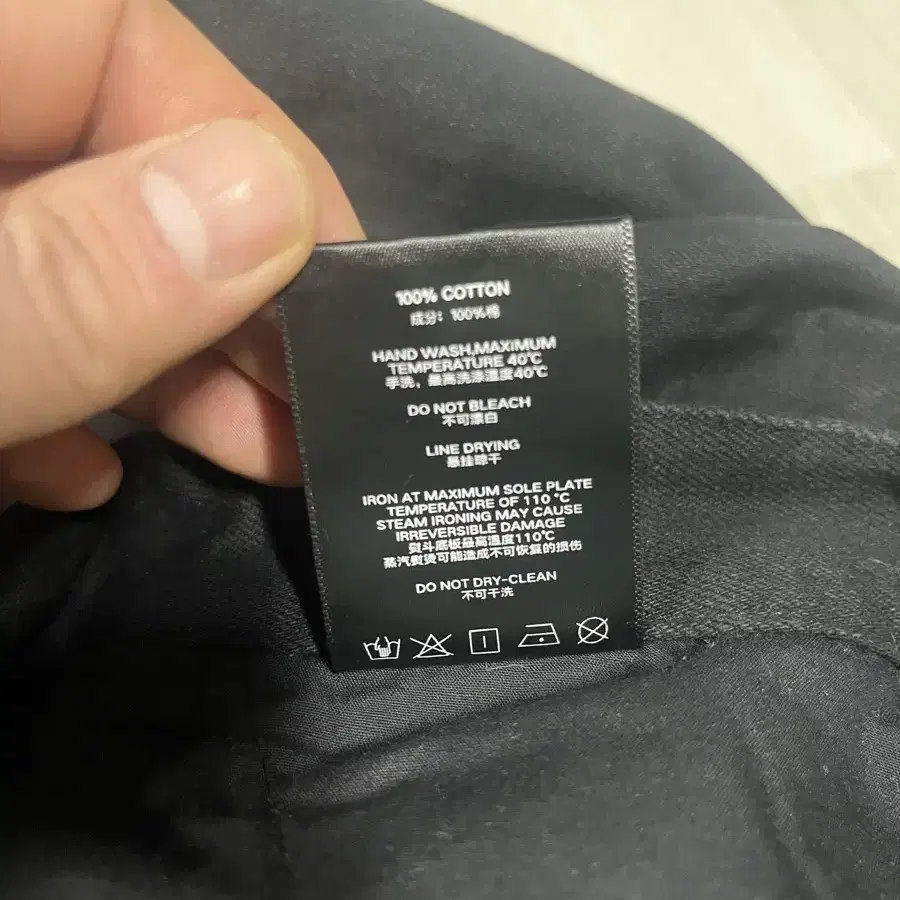 100% COTTON
成分：100%棉
HAND WASH,MAXIMUM
TEMPERATURE 40℃
手洗，最高洗涤温度40℃
DO NOT BLEACH
不可漂白
LINE DRYING
悬挂晾干
IRON AT MAXIMUM SOLE PLATE
TEMPERATURE OF 110 °C
STEAM IRONING MAY CAUSE
IRREVERSIBLE DAMAGE
熨斗底板最高温度110℃
蒸汽熨烫可能造成不可恢复的损伤
DO NOT DRY-CLEAN
不可干洗